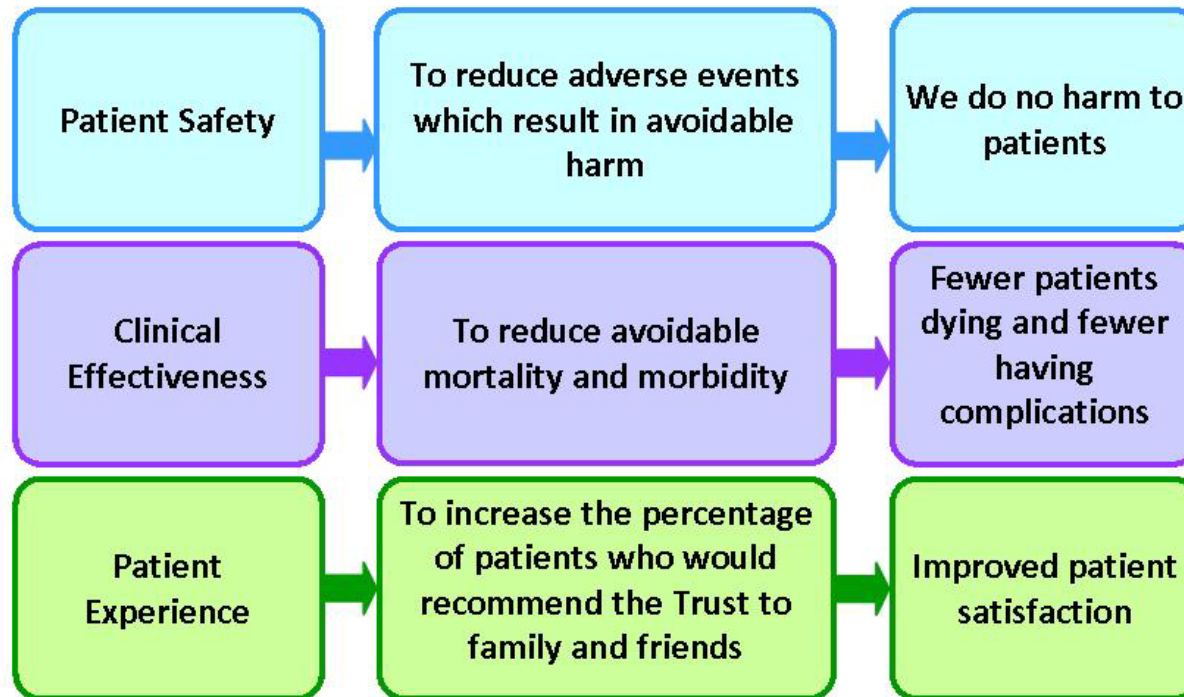 Patient Safety
To reduce adverse events
which result in avoidable
harm
We do no harm to
patients
Clinical
Effectiveness
To reduce avoidable
mortality and morbidity
Fewer patients
dying and fewer
having
complications
Patient
Experience
To increase the percentage
of patients who would
recommend the Trust to
family and friends
Improved patient
satisfaction